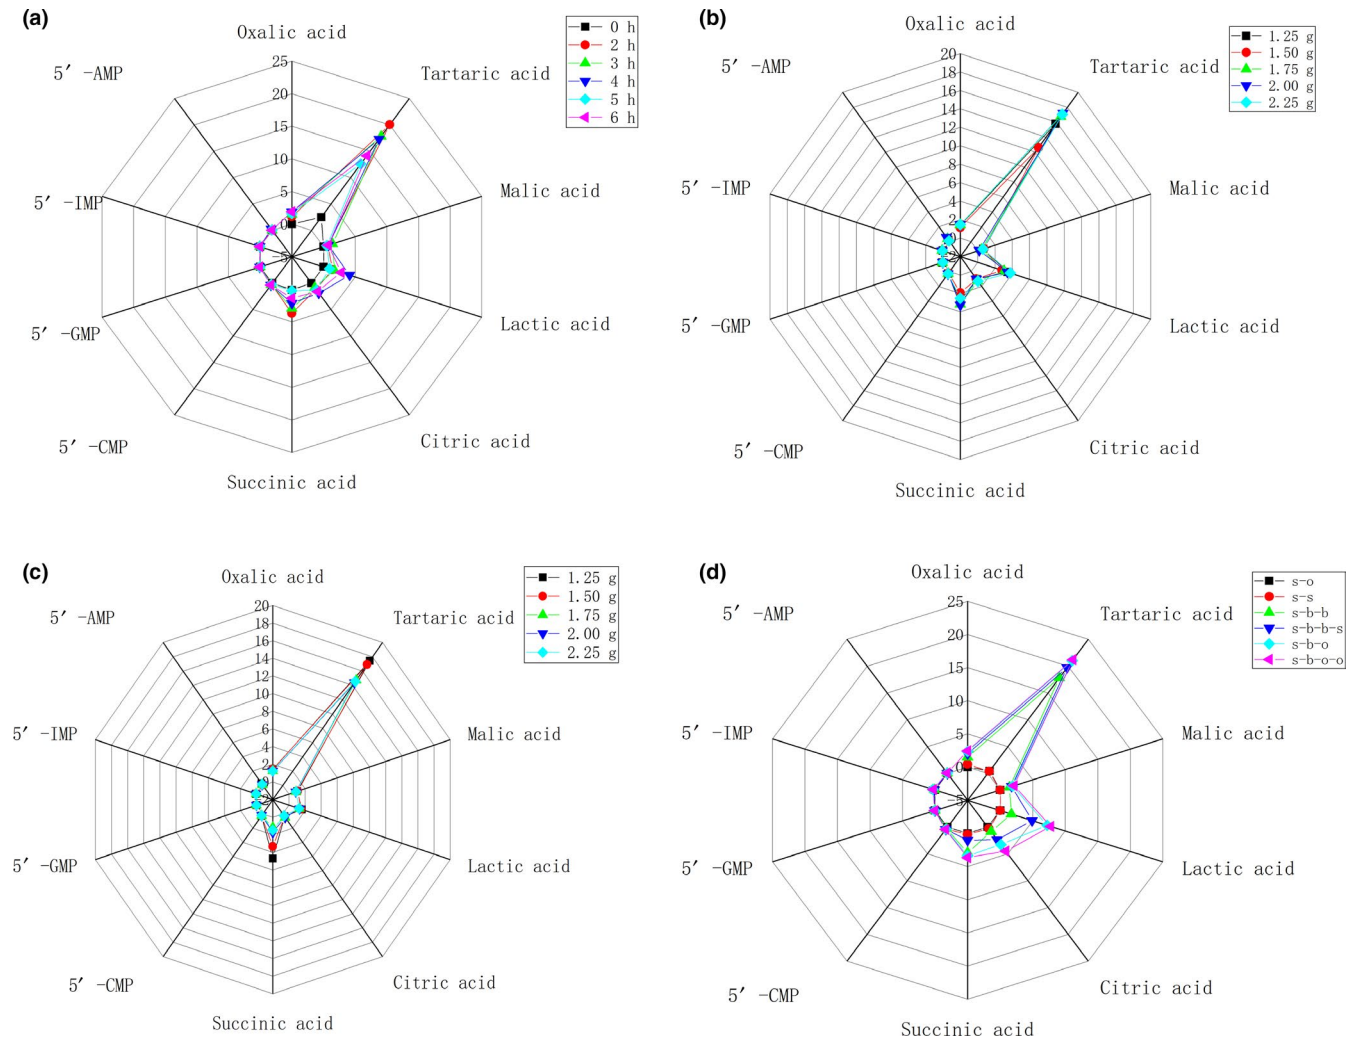 (a)
Oxalic acid
Tartaric acid
Malic acid
Lactic acid
Citric acid
Succinic acid
5′ -CMP
5′ -GMP
5′ -IMP
5′ -AMP
25
20
15
10
5
0
-5
0 h
2 h
3 h
4 h
5 h
6 h
(b)
Oxalic acid
Tartaric acid
Malic acid
Lactic acid
Citric acid
Succinic acid
5′ -CMP
5′ -GMP
5′ -IMP
5′ -AMP
20
18
16
14
12
10
8
6
4
2
0
-2
1.25 g
1.50 g
1.75 g
2.00 g
2.25 g
(c)
Oxalic acid
Tartaric acid
Malic acid
Lactic acid
Citric acid
Succinic acid
5′ -CMP
5′ -GMP
5′ -IMP
5′ -AMP
20
18
16
14
12
10
8
6
4
2
0
-2
1.25 g
1.50 g
1.75 g
2.00 g
2.25 g
(d)
Oxalic acid
Tartaric acid
Malic acid
Lactic acid
Citric acid
Succinic acid
5′ -CMP
5′ -GMP
5′ -IMP
5′ -AMP
25
20
15
10
5
0
-5
s-o
s-s
s-b-b
s-b-b-s
s-b-o
s-b-o-o